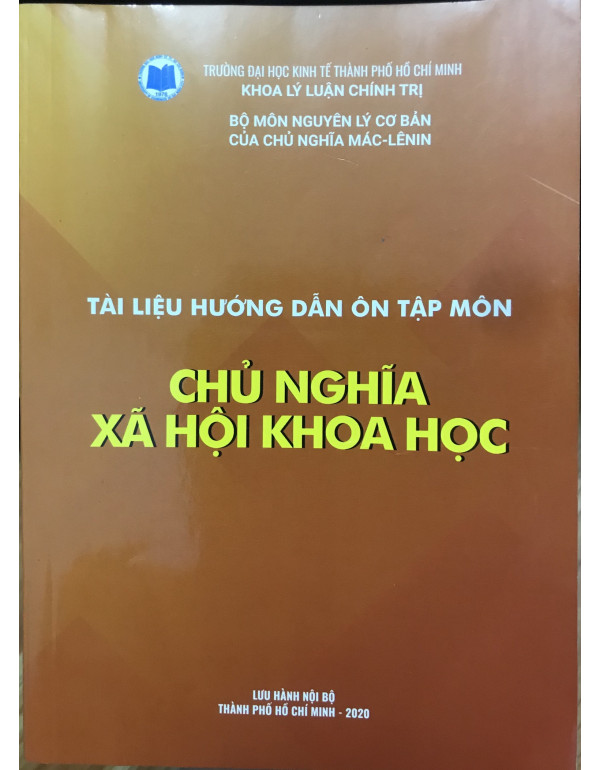 TRƯỜNG ĐẠI HỌC KINH TẾ THÀNH PHỐ HỒ CHÍ MINH
KHOA LÝ LUẬN CHÍNH TRỊ
BỘ MÔN NGUYÊN LÝ CƠ BẢN
CỦA CHỦ NGHĨA MÁC-LÊNIN
TÀI LIỆU HƯỚNG DẪN ÔN TẬP MÔN
CHỦ NGHĨA
XÃ HỘI KHOA HỌC
LƯU HÀNH NỘI BỘ
THÀNH PHỐ HỒ CHÍ MINH - 2020